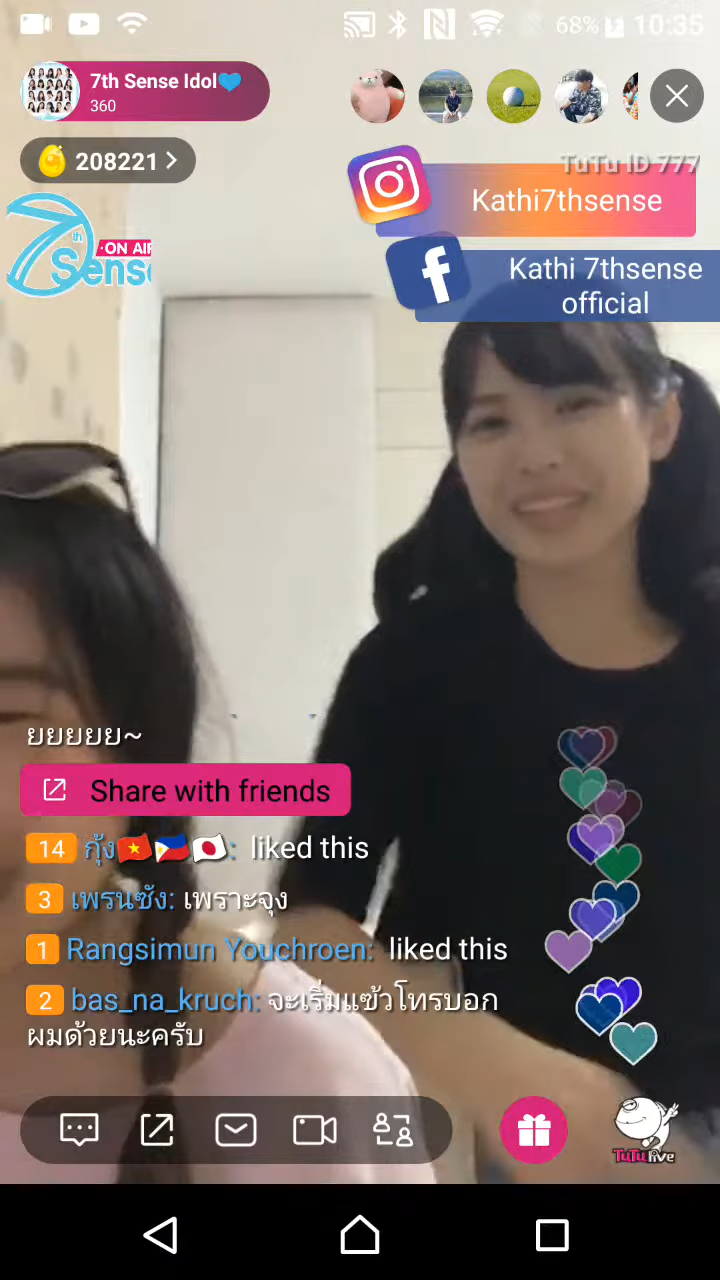 68% 10:35
7th Sense Idol
360
208221
TuTu ID 777
Kathi7thsense
7th Sense
·ON AIR
Kathi 7thsense
official
ยยยยย~
Share with friends
14 กุ้ง: liked this
3 เพรนซัง: เพราะจุง
1 Rangsimun Youchroen: liked this
2 bas_na_kruch: จะเริ่มแซ้วโทรบอก
ผมด้วยนะครับ
TuTu live